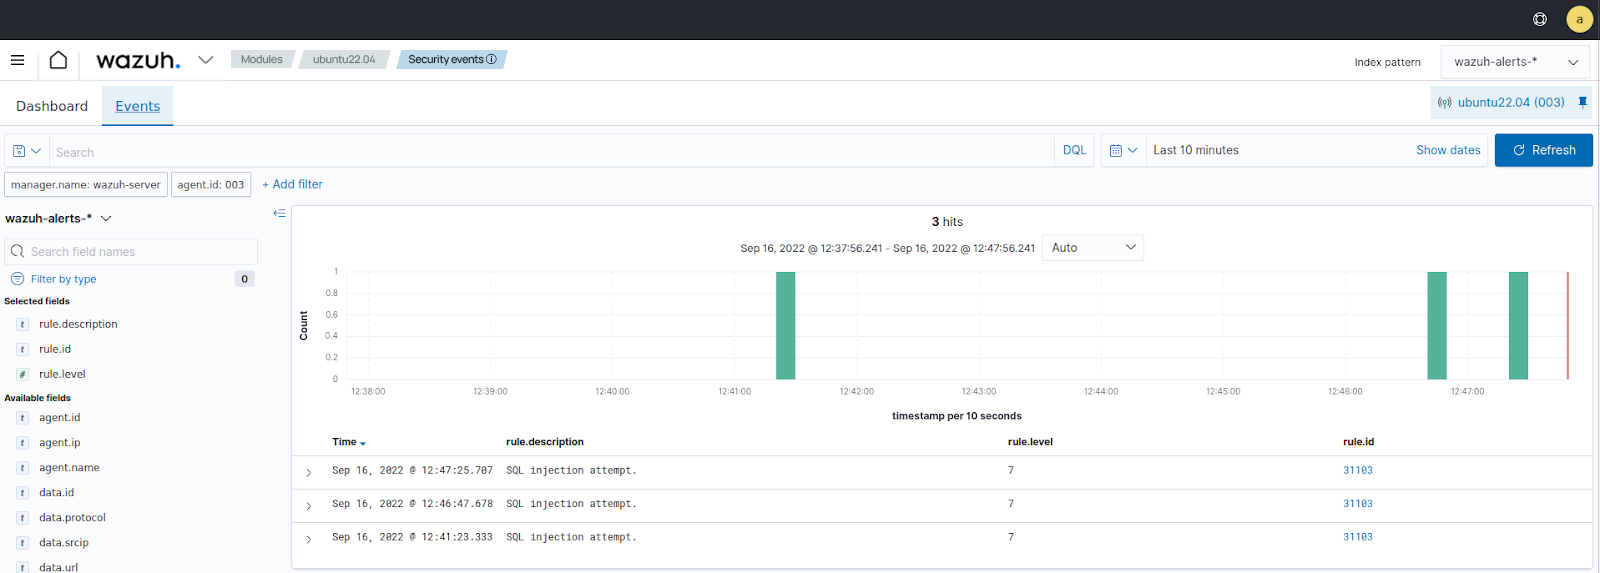 a
wazuh. Modules ubuntu22.04 Security events Index pattern wazuh-alerts-*
Dashboard Events ubuntu22.04 (003)
Search DQL Last 10 minutes Show dates Refresh
manager.name: wazuh-server agent.id: 003 + Add filter
wazuh-alerts-*
Search field names
Filter by type 0
Selected fields
t rule.description
t rule.id
# rule.level
Available fields
t agent.id
t agent.ip
t agent.name
t data.id
t data.protocol
t data.srcip
t data.url
3 hits
Sep 16, 2022 @ 12:37:56.241 - Sep 16, 2022 @ 12:47:56.241 Auto
Count
1
0.8
0.6
0.4
0.2
0
12:38:00 12:39:00 12:40:00 12:41:00 12:42:00 12:43:00 12:44:00 12:45:00 12:46:00 12:47:00
timestamp per 10 seconds
Time rule.description rule.level rule.id
Sep 16, 2022 @ 12:47:25.707 SQL injection attempt. 7 31103
Sep 16, 2022 @ 12:46:47.678 SQL injection attempt. 7 31103
Sep 16, 2022 @ 12:41:23.333 SQL injection attempt. 7 31103